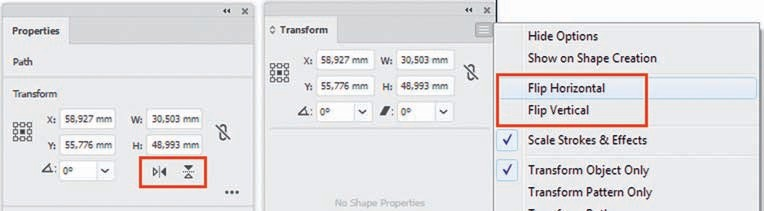 Properties
Path
Transform
X: 58,927 mm W: 30,503 mm
Y: 55,776 mm H: 48,993 mm
0°
Transform
X: 58,927 mm W: 30,503 mm
Y: 55,776 mm H: 48,993 mm
0° 0°
No Shape Properties
Hide Options
Show on Shape Creation
Flip Horizontal
Flip Vertical
Scale Strokes & Effects
Transform Object Only
Transform Pattern Only